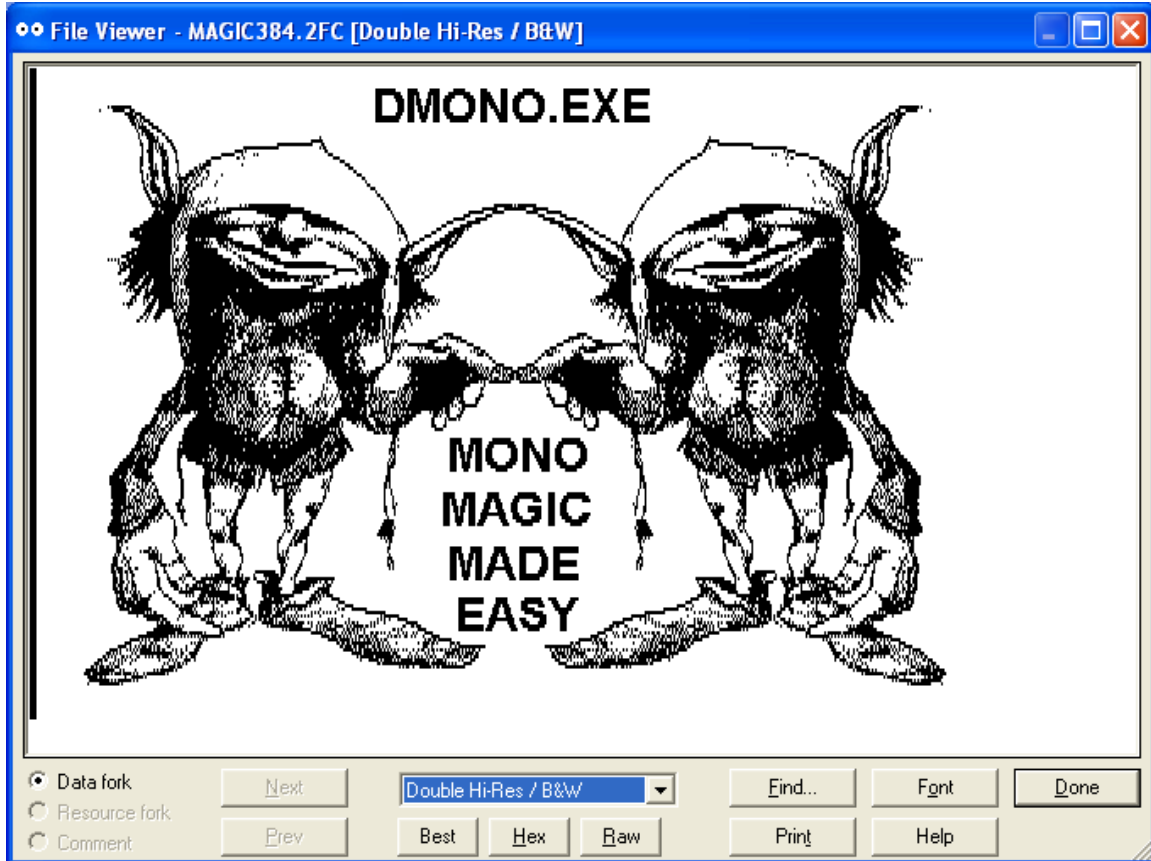 File Viewer - MAGIC384.2FC [Double Hi-Res / B&W]
DMONO.EXE
MONO
MAGIC
MADE
EASY
Data fork
Resource fork
Comment
Next
Prev
Double Hi-Res / B&W
Best
Hex
Raw
Find...
Print
Font
Help
Done